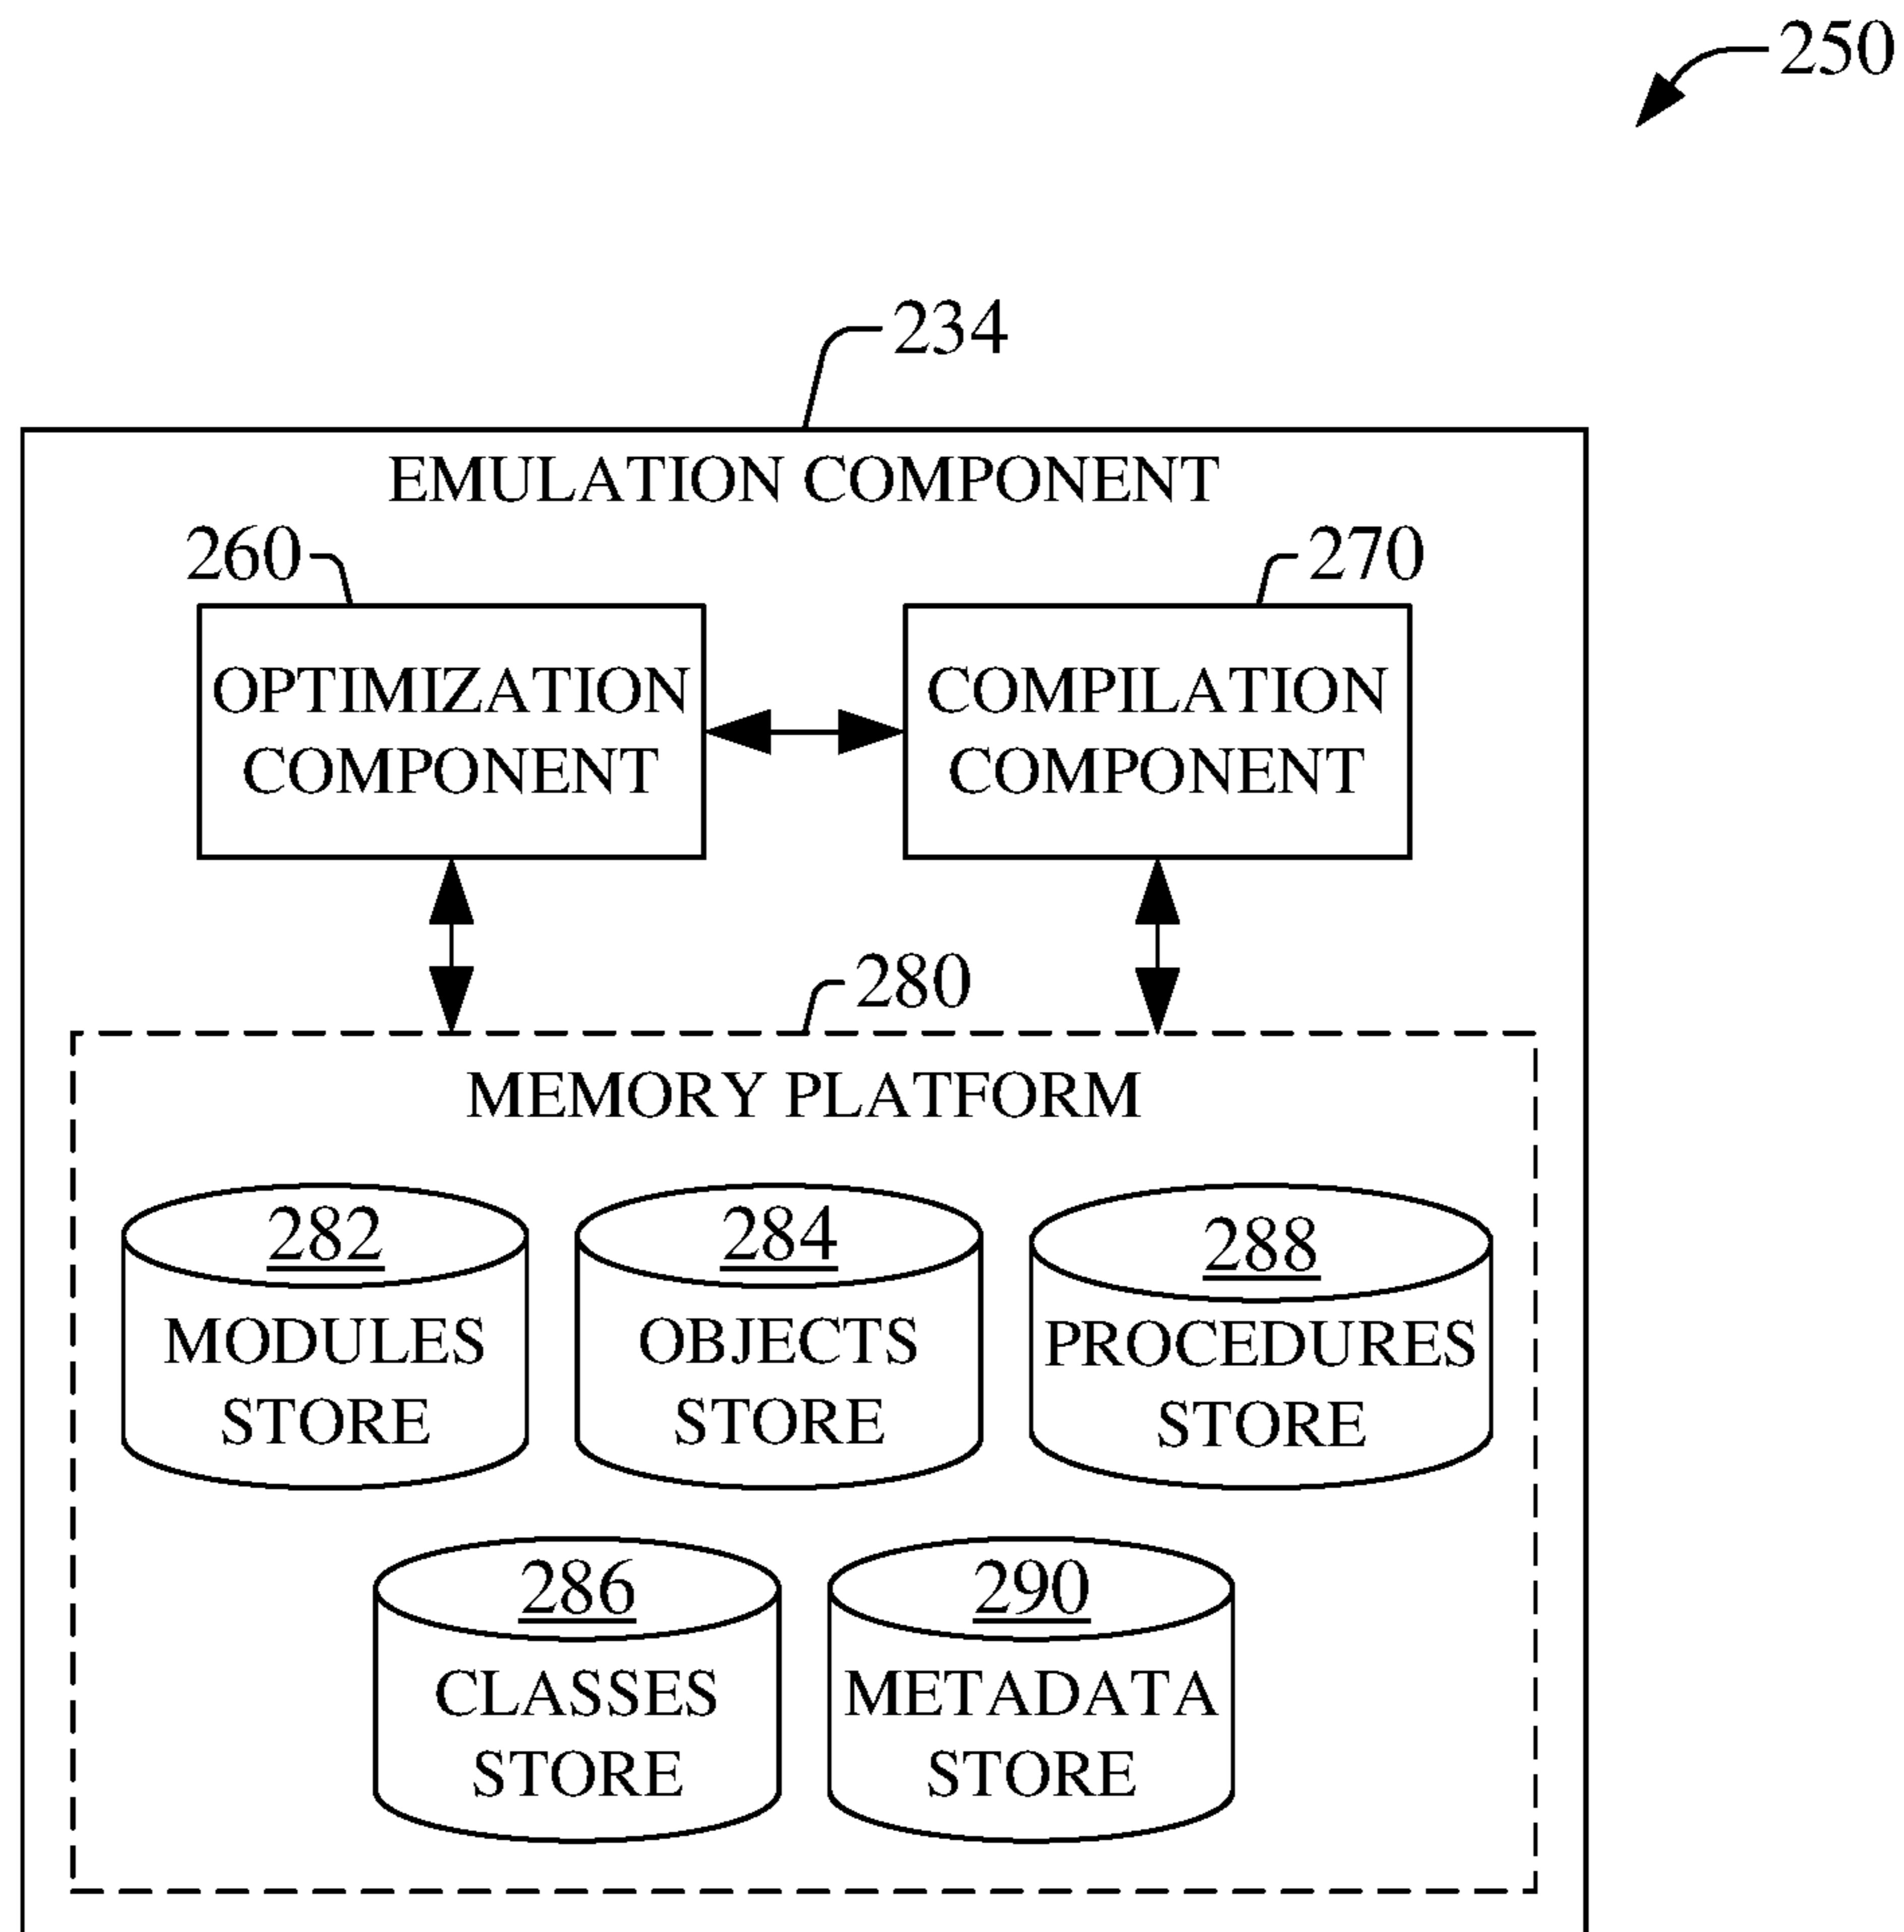 250
234
EMULATION COMPONENT
260
270
OPTIMIZATION
COMPONENT
COMPILATION
COMPONENT
280
MEMORY PLATFORM
282
MODULES
STORE
284
OBJECTS
STORE
288
PROCEDURES
STORE
286
CLASSES
STORE
290
METADATA
STORE